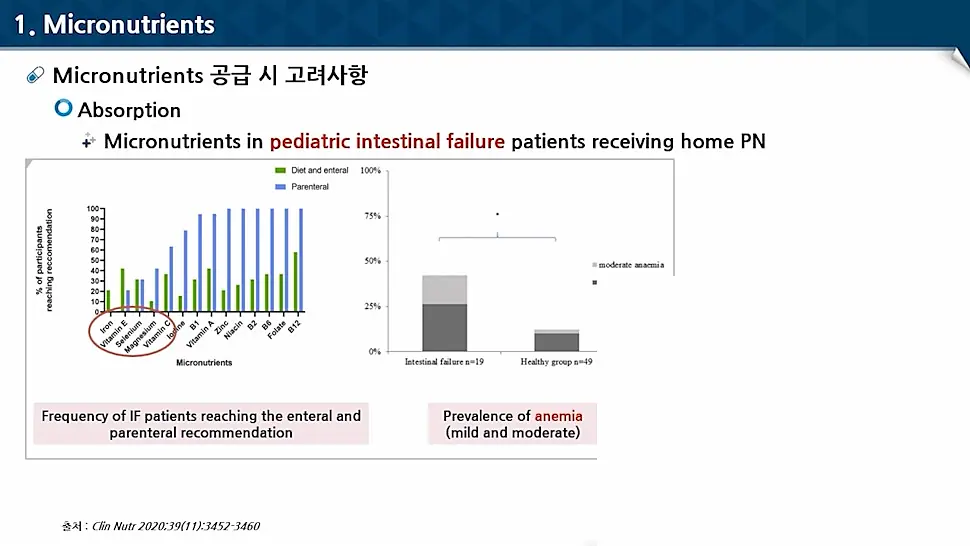 1. Micronutrients
Micronutrients 공급 시 고려사항
Absorption
Micronutrients in pediatric intestinal failure patients receiving home PN
Diet and enteral
Parenteral
% of participants
reaching reccomendation
100
90
80
70
60
50
40
30
20
10
0
Iron
Vitamin E
Selenium
Magnesium
Vitamin C
Iodine
B1
Vitamin A
Zinc
Niacin
B2
B6
Folate
B12
Micronutrients
100%
75%
50%
25%
0%
*
moderate anaemia
Intestinal failure n=19
Healthy group n=49
Frequency of IF patients reaching the enteral and
parenteral recommendation
Prevalence of anemia
(mild and moderate)
출처 : Clin Nutr 2020;39(11):3452-3460